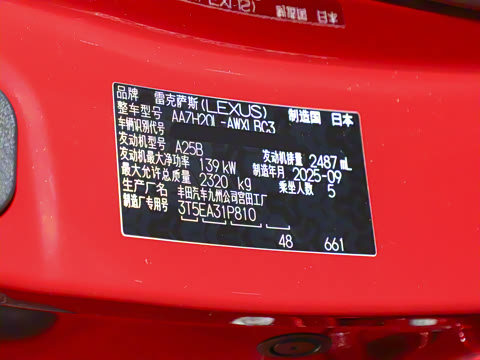 品牌 雷克萨斯(LEXUS) 制造国 日本
整车型号 AA7H20L-AWXLBC3
车辆识别代号
发动机型号 A25B 发动机排量 2487 mL
发动机最大净功率 139 kW 制造年月 2025-09
最大允许总质量 2320 kg 乘坐人数 5
生产厂名 丰田汽车九州公司宫田工厂
制造厂专用号 3T5EA31P810
48 661